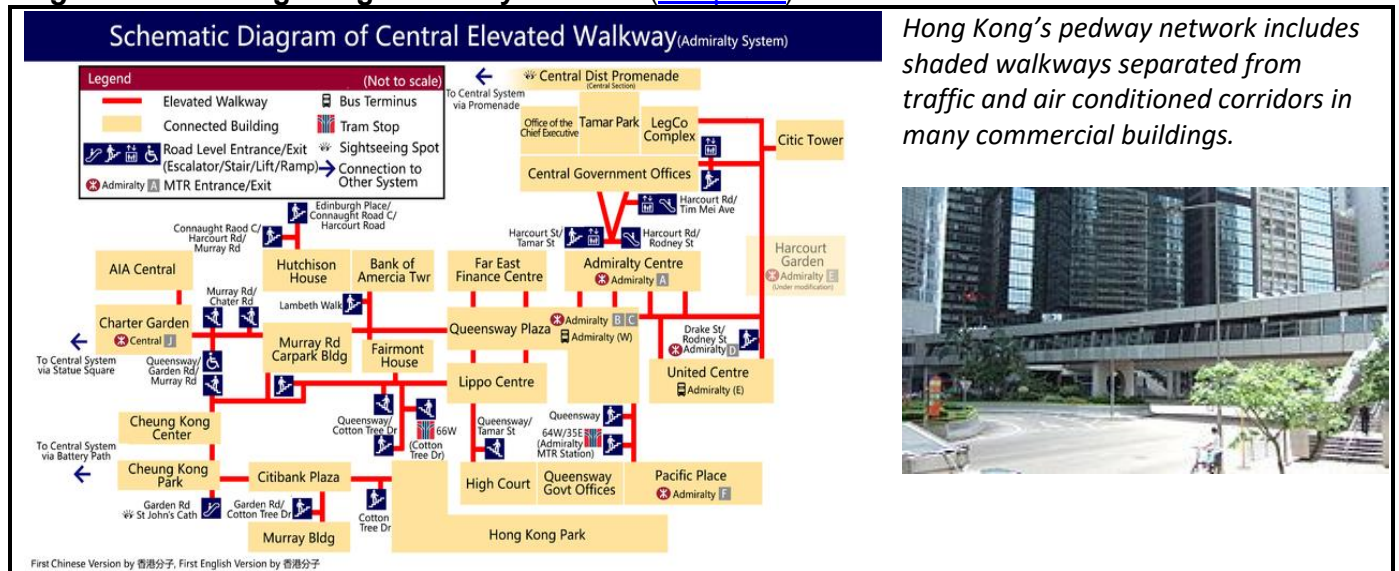 Schematic Diagram of Central Elevated Walkway(Admiralty System)
Legend
(Not to scale)
Elevated Walkway
Bus Terminus
Connected Building
Tram Stop
Road Level Entrance/Exit
(Escalator/Stair/Lift/Ramp)
Sightseeing Spot
Connection to
Other System
Admiralty A MTR Entrance/Exit
To Central System
via Promenade
Central Dist Promenade
(Central Section)
Office of the
Chief Executive
Tamar Park
LegCo
Complex
Citic Tower
Central Government Offices
Harcourt Rd/
Tim Mei Ave
Edinburgh Place/
Connaught Road C/
Harcourt Road
Connaught Raod C/
Harcourt Rd/
Murray Rd
Harcourt St/
Tamar St
Harcourt Rd/
Rodney St
Harcourt
Garden
Admiralty E
(Under modification)
AIA Central
Hutchison
House
Bank of
Amercia Twr
Far East
Finance Centre
Admiralty Centre
Admiralty A
Murray Rd/
Chater Rd
Lambeth Walk
Charter Garden
Central J
Murray Rd
Carpark Bldg
Fairmont
House
Queensway Plaza
Admiralty B C
Admiralty (W)
Drake St/
Rodney St
Admiralty D
To Central System
via Statue Square
Queensway/
Garden Rd/
Murray Rd
Lippo Centre
United Centre
Admiralty (E)
Cheung Kong
Center
Queensway/
Cotton Tree Dr
66W
(Cotton
Tree Dr)
Queensway/
Tamar St
Queensway
64W/35E
(Admiralty
MTR Station)
To Central System
via Battery Path
Cheung Kong
Park
Citibank Plaza
High Court
Queensway
Govt Offices
Pacific Place
Admiralty F
Garden Rd
St John's Cath
Garden Rd/
Cotton Tree Dr
Cotton
Tree Dr
Murray Bldg
Hong Kong Park
First Chinese Version by 香港分子, First English Version by 香港分子
Hong Kong’s pedway network includes
shaded walkways separated from
traffic and air conditioned corridors in
many commercial buildings.